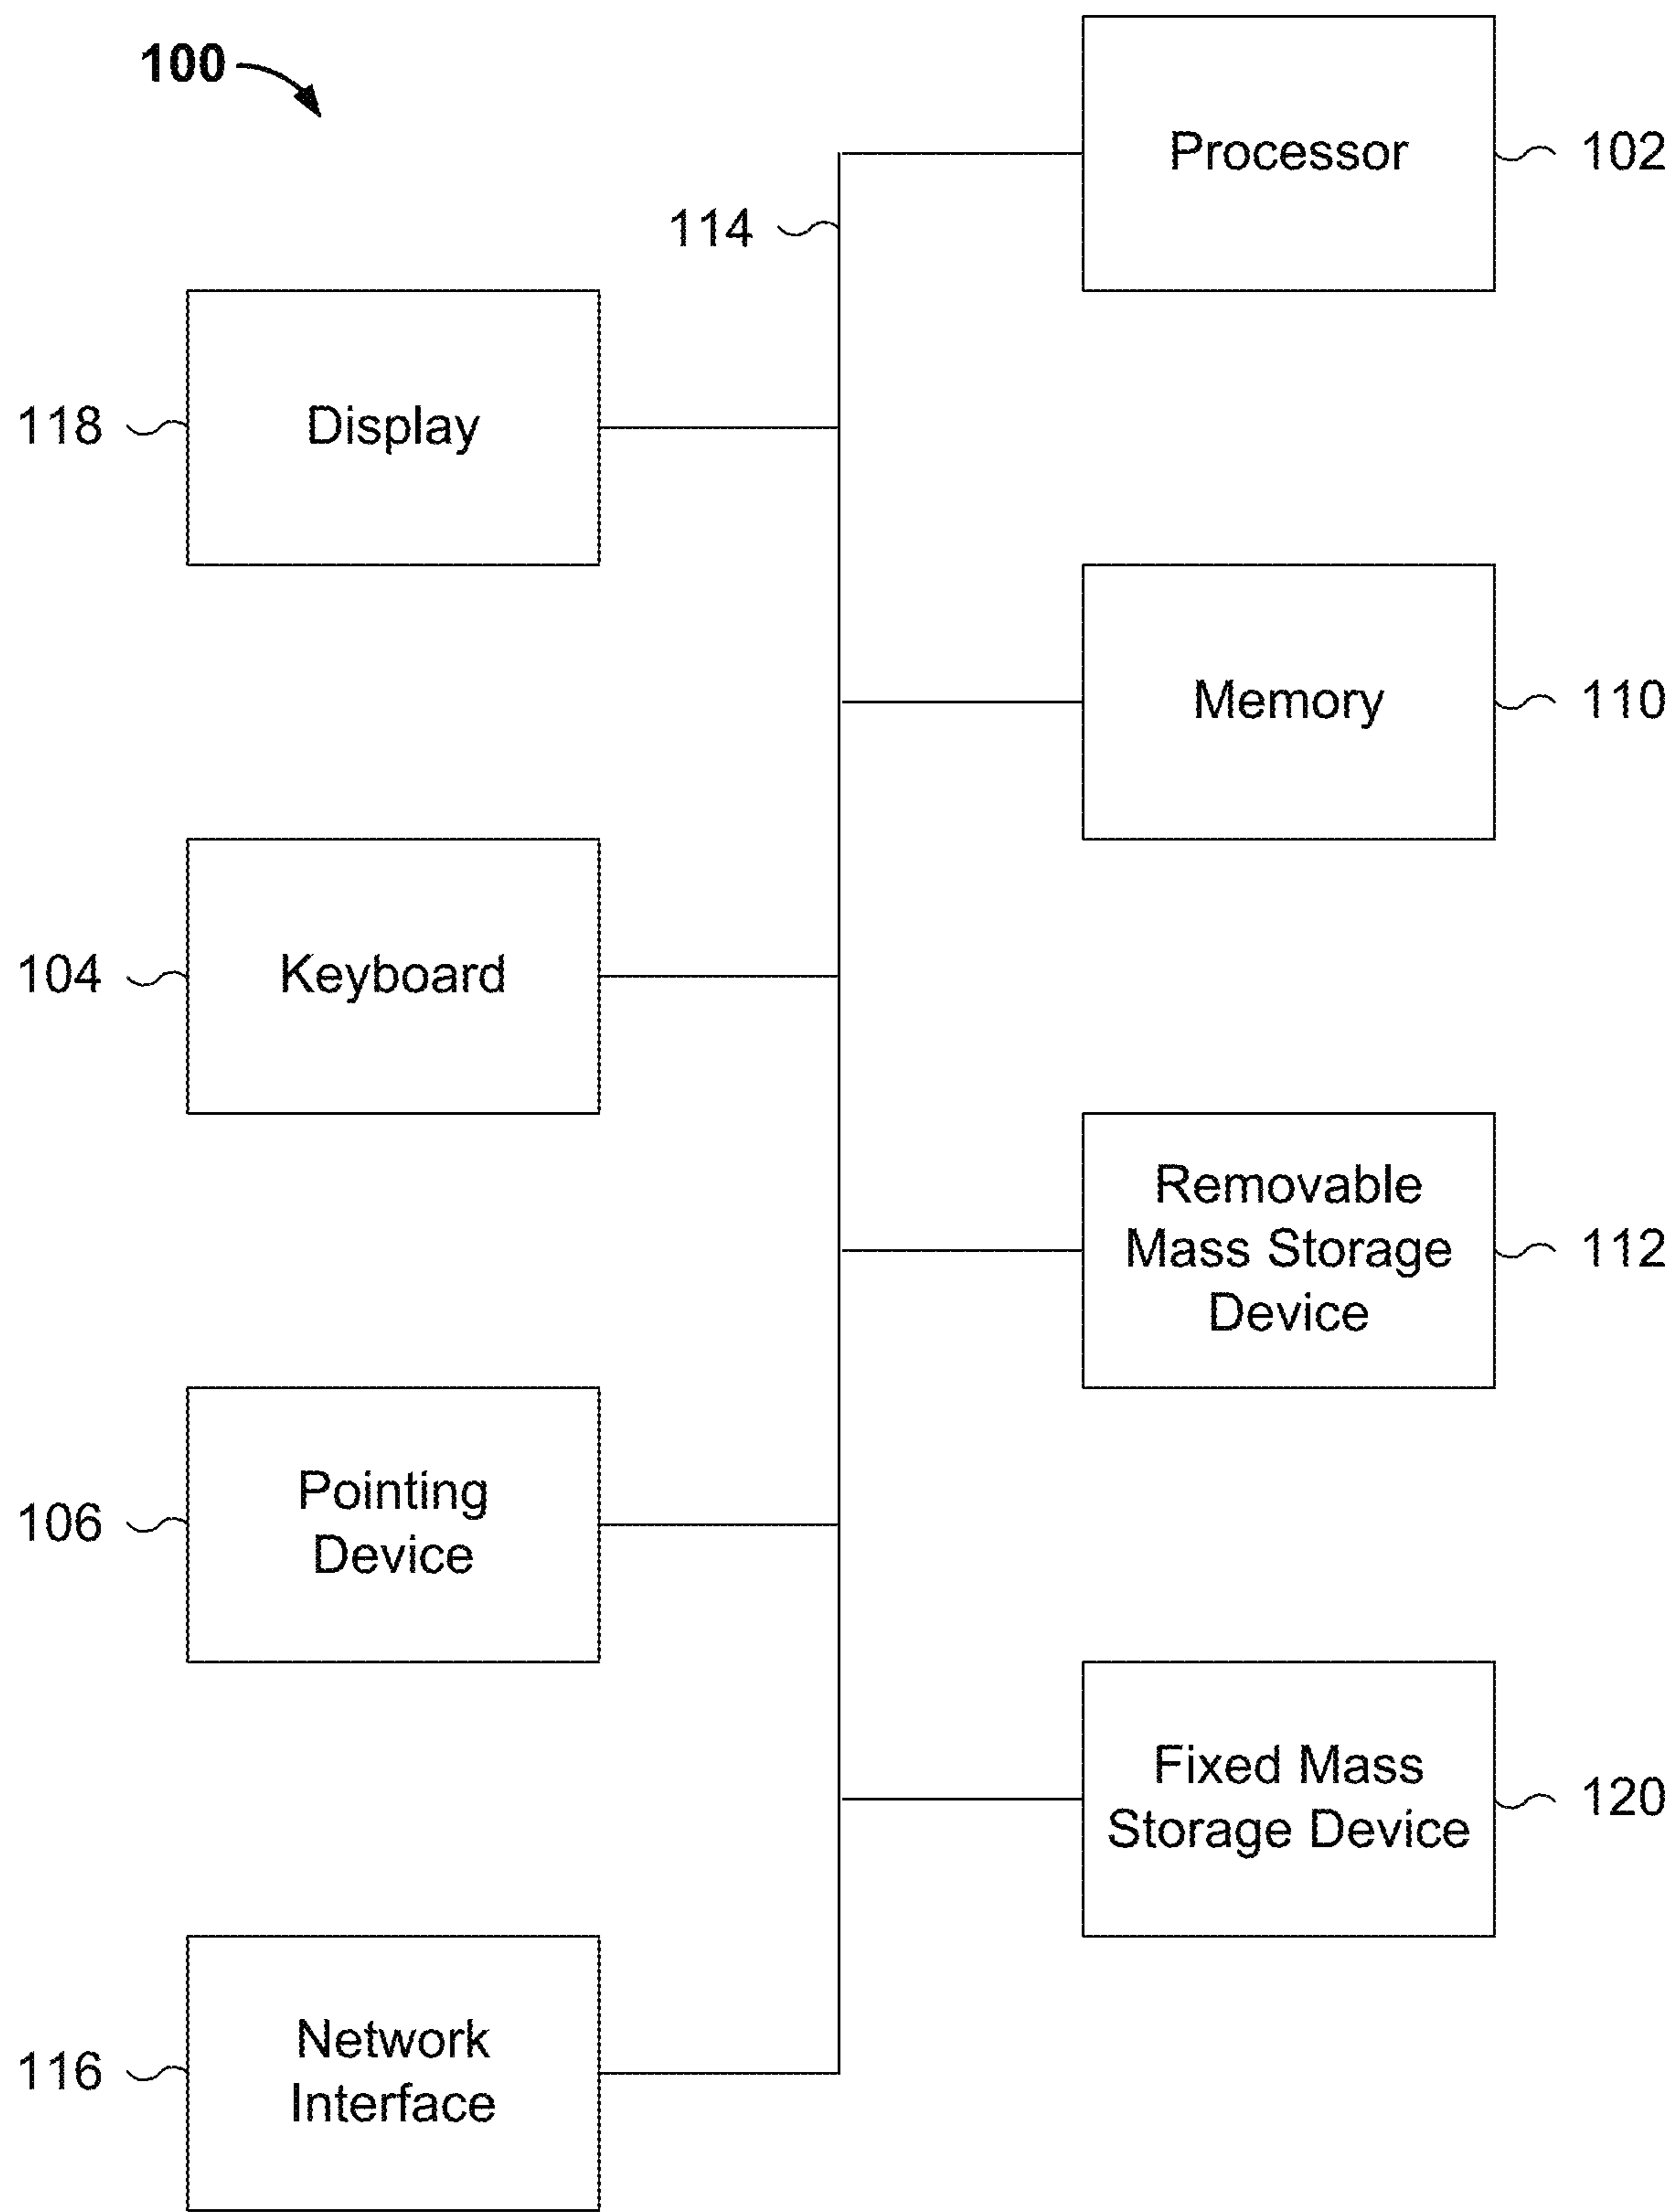 100
Processor
102
114
Display
118
Memory
110
Keyboard
104
Removable
Mass Storage
Device
112
Pointing
Device
106
Fixed Mass
Storage Device
120
Network
Interface
116